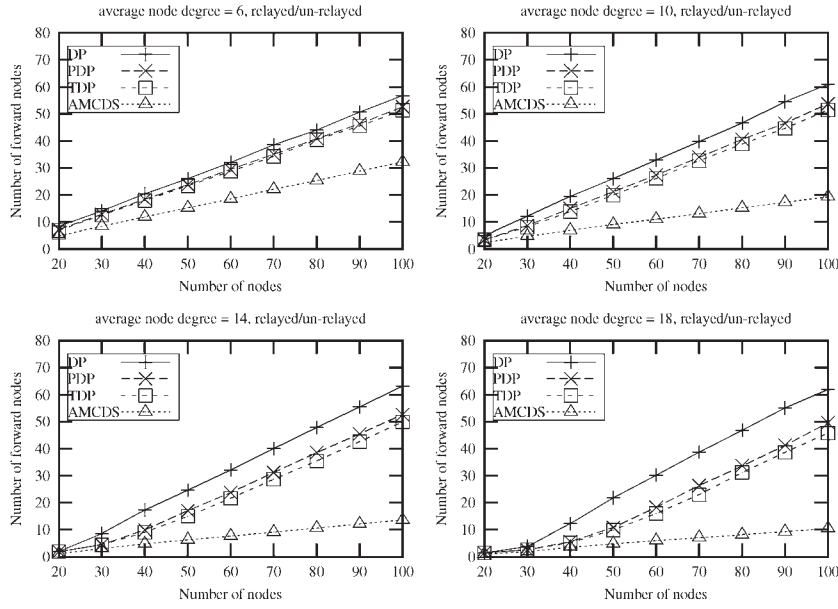 average node degree = 6, relayed/un-relayed
80
70
60
50
40
30
20
10
0
Number of forward nodes
DP
PDP
TDP
AMCDS
20 30 40 50 60 70 80 90 100
Number of nodes
average node degree = 10, relayed/un-relayed
80
70
60
50
40
30
20
10
0
Number of forward nodes
DP
PDP
TDP
AMCDS
20 30 40 50 60 70 80 90 100
Number of nodes
average node degree = 14, relayed/un-relayed
80
70
60
50
40
30
20
10
0
Number of forward nodes
DP
PDP
TDP
AMCDS
20 30 40 50 60 70 80 90 100
Number of nodes
average node degree = 18, relayed/un-relayed
80
70
60
50
40
30
20
10
0
Number of forward nodes
DP
PDP
TDP
AMCDS
20 30 40 50 60 70 80 90 100
Number of nodes